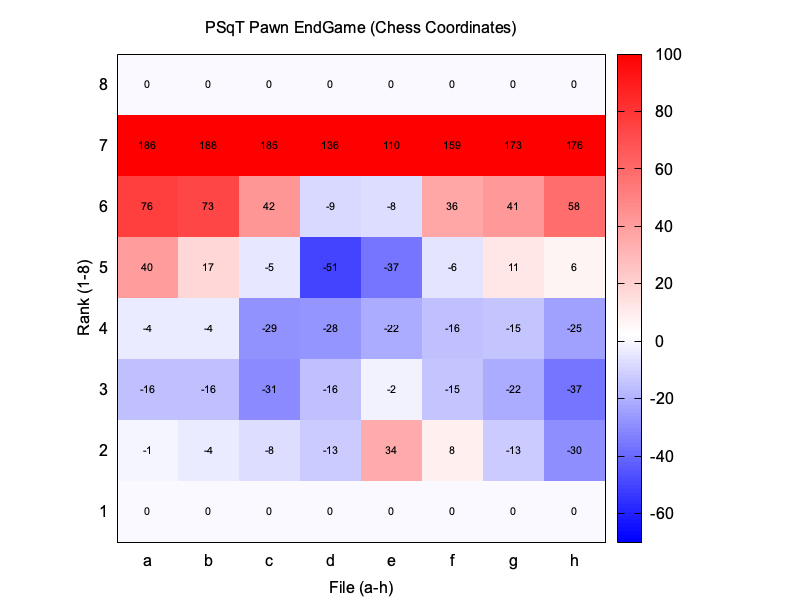 PSqT Pawn EndGame (Chess Coordinates)
100
8 0 0 0 0 0 0 0 0
80
7 186 188 185 136 110 159 173 176
60
6 76 73 42 -9 -8 36 41 58
40
5 40 17 -5 -51 -37 -6 11 6
20
Rank (1-8)
4 -4 -4 -29 -28 -22 -16 -15 -25
0
3 -16 -16 -31 -16 -2 -15 -22 -37
-20
2 -1 -4 -8 -13 34 8 -13 -30
-40
1 0 0 0 0 0 0 0 0
-60
a b c d e f g h
File (a-h)